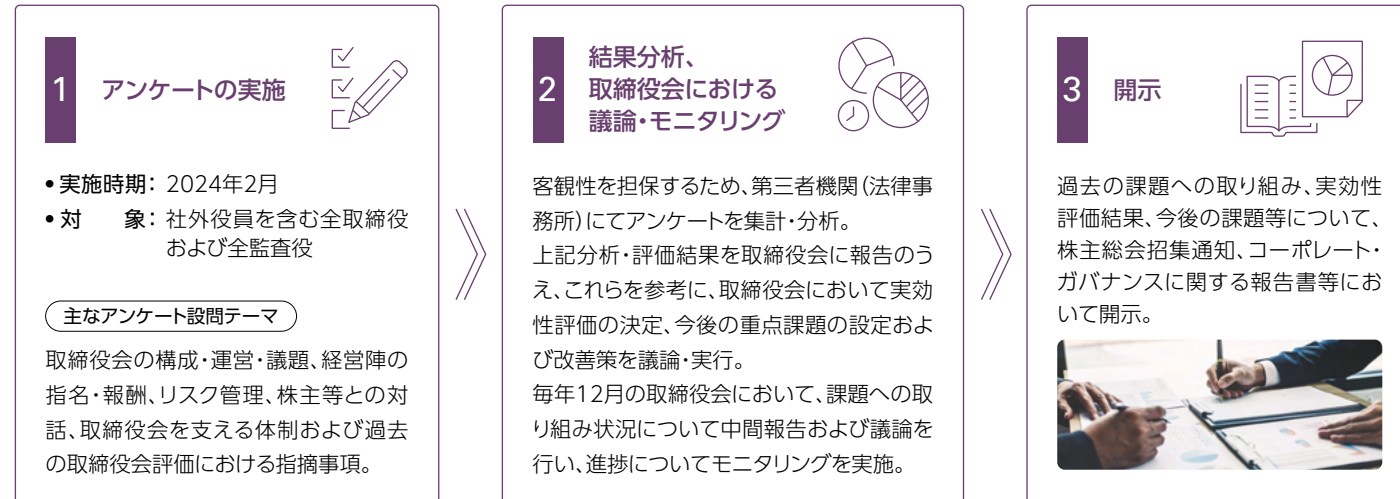 1 アンケートの実施
•実施時期： 2024年2月
•対　　象： 社外役員を含む全取締役
および全監査役
主なアンケート設問テーマ
取締役会の構成・運営・議題、経営陣の
指名・報酬、リスク管理、株主等との対
話、取締役会を支える体制および過去
の取締役会評価における指摘事項。
2 結果分析、
取締役会における
議論・モニタリング
客観性を担保するため、第三者機関（法律事
務所）にてアンケートを集計・分析。
上記分析・評価結果を取締役会に報告のう
え、これらを参考に、取締役会において実効
性評価の決定、今後の重点課題の設定およ
び改善策を議論・実行。
毎年12月の取締役会において、課題への取
り組み状況について中間報告および議論を
行い、進捗についてモニタリングを実施。
3 開示
過去の課題への取り組み、実効性
評価結果、今後の課題等について、
株主総会招集通知、コーポレート・
ガバナンスに関する報告書等にお
いて開示。